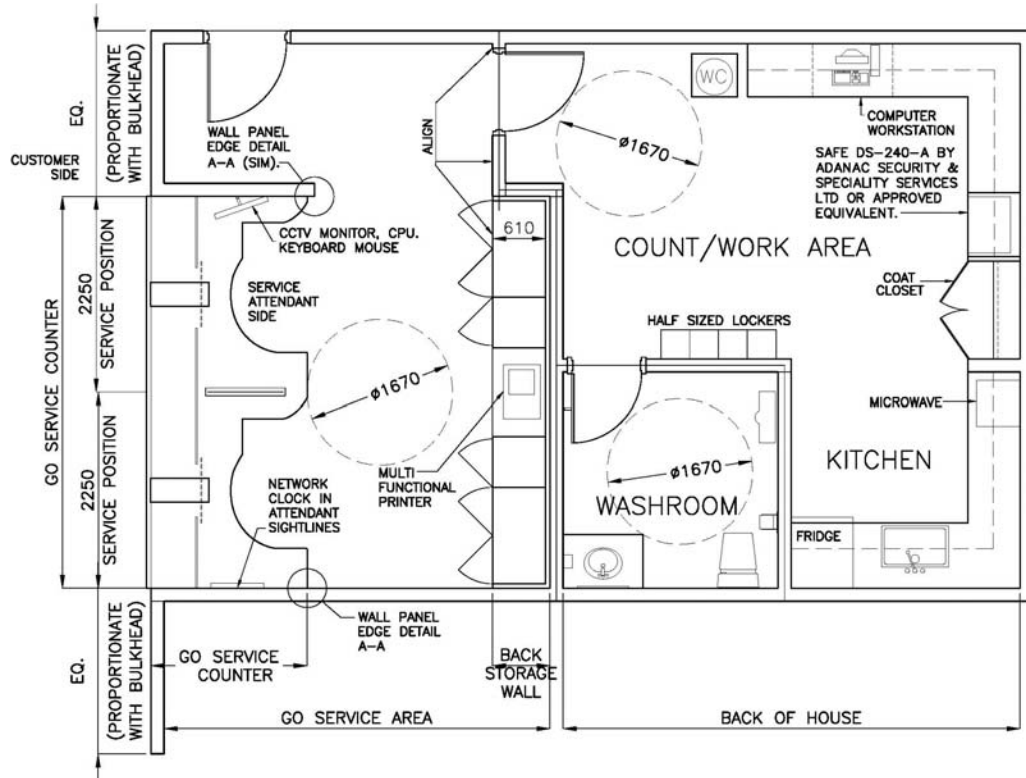 EQ.
(PROPORTIONATE
WITH BULKHEAD)
CUSTOMER
SIDE
WALL PANEL
EDGE DETAIL
A-A (SIM).
ALIGN
WC
ø1670
COMPUTER
WORKSTATION
SAFE DS-240-A BY
ADANAC SECURITY &
SPECIALITY SERVICES
LTD OR APPROVED
EQUIVALENT.
CCTV MONITOR, CPU.
KEYBOARD MOUSE
610
COUNT/WORK AREA
COAT
CLOSET
GO SERVICE COUNTER
2250
SERVICE POSITION
SERVICE
ATTENDANT
SIDE
HALF SIZED LOCKERS
ø1670
MICROWAVE
2250
SERVICE POSITION
NETWORK
CLOCK IN
ATTENDANT
SIGHTLINES
MULTI
FUNCTIONAL
PRINTER
ø1670
WASHROOM
KITCHEN
FRIDGE
EQ.
(PROPORTIONATE
WITH BULKHEAD)
WALL PANEL
EDGE DETAIL
A-A
GO SERVICE
COUNTER
BACK
STORAGE
WALL
GO SERVICE AREA
BACK OF HOUSE